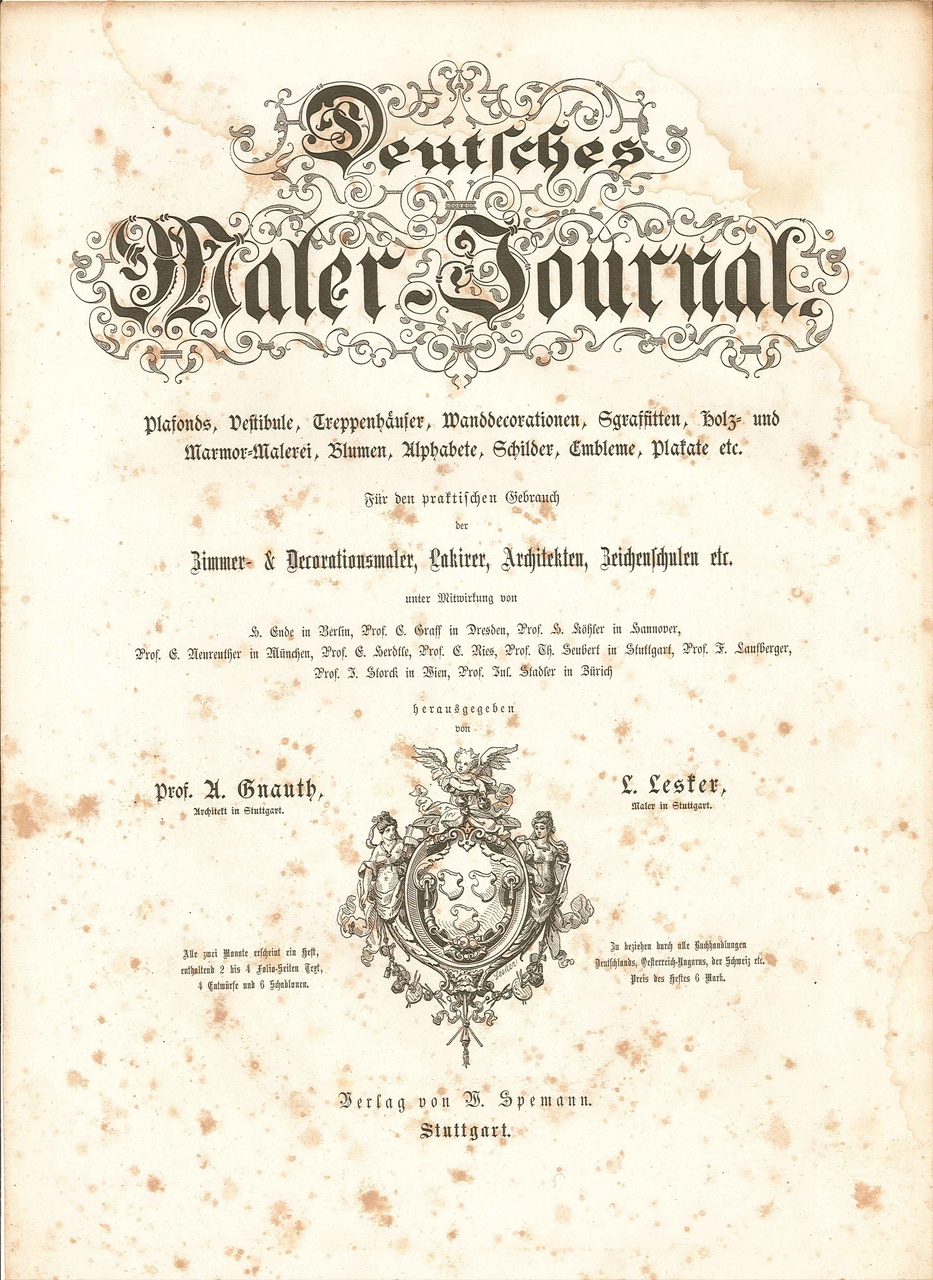 Deutsches
Maler-Journal.
Plafonds, Vestibule, Treppenhäuser, Wanddecorationen, Sgraffitten, Holz- und
Marmor-Malerei, Blumen, Alphabete, Schilder, Embleme, Plakate etc.
Für den praktischen Gebrauch
der
Zimmer- & Decorationsmaler, Lakirer, Architekten, Zeichenschulen etc.
unter Mitwirkung von
H. Ende in Berlin, Prof. C. Graff in Dresden, Prof. H. Köhler in Hannover,
Prof. E. Neureuther in München, Prof. E. Herdtle, Prof. C. Ries, Prof. Th. Seubert in Stuttgart, Prof. F. Laufberger,
Prof. J. Storck in Wien, Prof. Jul. Stadler in Zürich
herausgegeben
von
Prof. A. Gnauth,
Architekt in Stuttgart.
L. Lesker,
Maler in Stuttgart.
Alle zwei Monate erscheint ein Heft,
enthaltend 2 bis 4 Folio-Seiten Text,
4 Entwürfe und 6 Schablonen.
Zu beziehen durch alle Buchhandlungen
Deutschlands, Oesterreich-Ungarns, der Schweiz etc.
Preis des Heftes 6 Mark.
Verlag von W. Spemann.
Stuttgart.